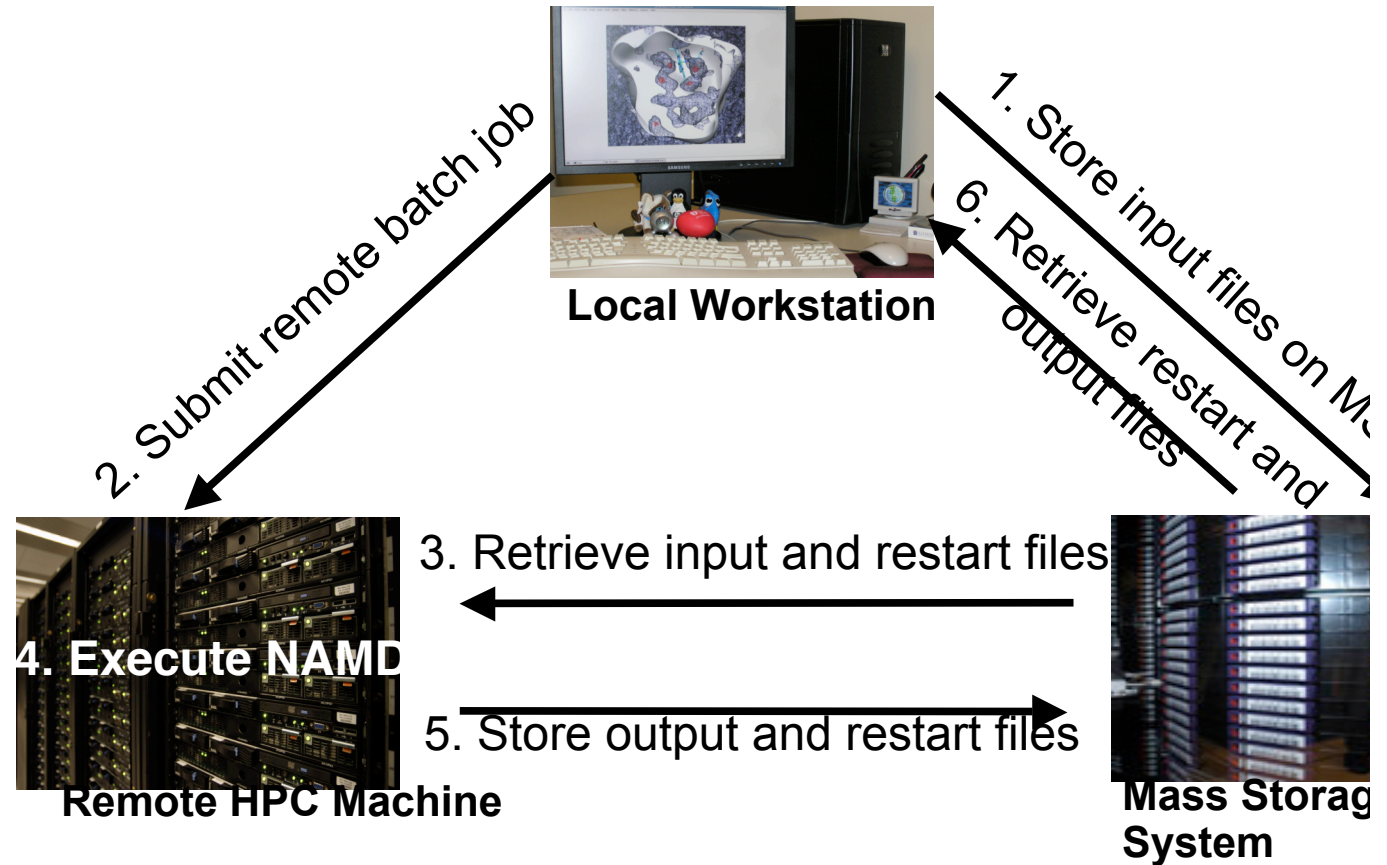 1. Store input files on M
2. Submit remote batch job
6. Retrieve restart and
output files
SAMSUNG
Local Workstation
3. Retrieve input and restart files
4. Execute NAMD
5. Store output and restart files
Remote HPC Machine
Mass Storag
System